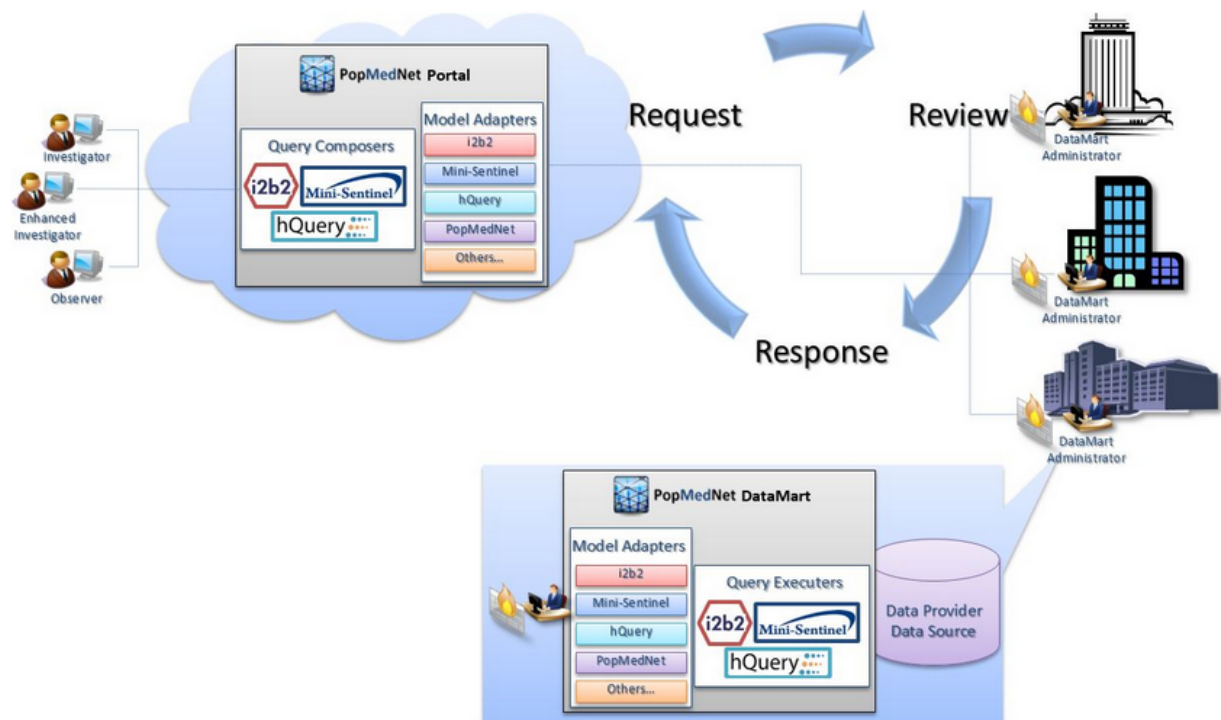 PopMedNet Portal
Investigator
Enhanced
Investigator
Observer
Query Composers
i2b2
Mini-Sentinel
hQuery
Model Adapters
i2b2
Mini-Sentinel
hQuery
PopMedNet
Others...
Request
Review
Response
DataMart
Administrator
DataMart
Administrator
DataMart
Administrator
PopMedNet DataMart
Model Adapters
i2b2
Mini-Sentinel
hQuery
PopMedNet
Others...
Query Executers
i2b2
Mini-Sentinel
hQuery
Data Provider
Data Source